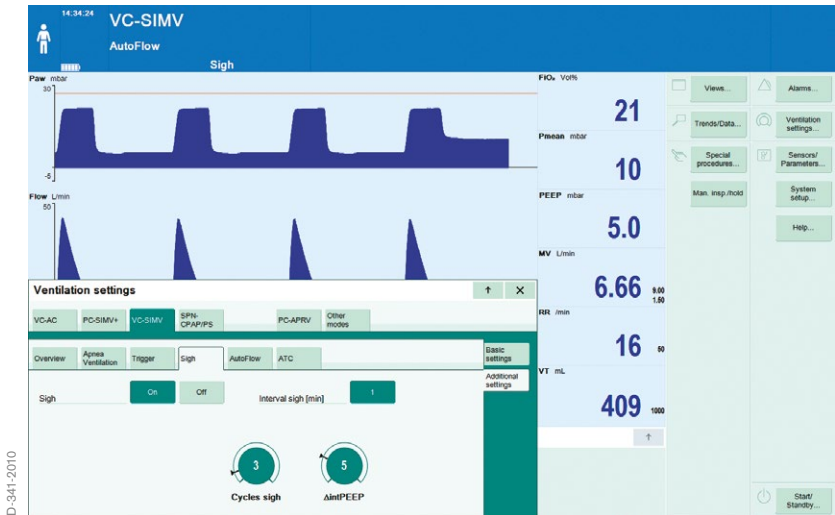 14:34:24
VC-SIMV
AutoFlow
Sigh
Paw mbar
30
-5
Flow L/min
50
FiO₂ Vol%
21
Pmean mbar
10
PEEP mbar
5.0
MV L/min
6.66
9.00
1.50
RR /min
16
50
VT mL
409
1000
Views...
Alarms...
Trends/Data...
Ventilation
settings...
Special
procedures...
Sensors/
Parameters...
Man. insp./hold
System
setup...
Help...
Start/
Standby...
Ventilation settings
VC-AC
PC-SIMV+
VC-SIMV
SPN-
CPAP/PS
PC-APRV
Other
modes
Overview
Apnea
Ventilation
Trigger
Sigh
AutoFlow
ATC
Basic
settings
Additional
settings
Sigh
On
Off
Interval sigh [min]
1
3
5
Cycles sigh
ΔintPEEP
D-341-2010